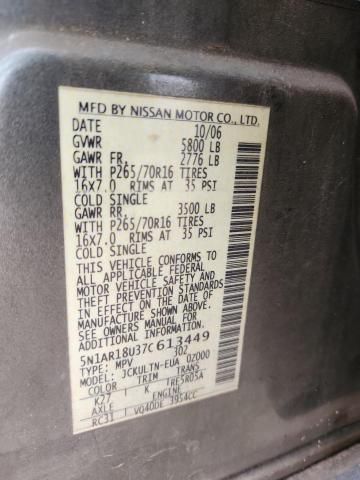 MFD BY NISSAN MOTOR CO., LTD.
DATE 10/06
GVWR 5800 LB
GAWR FR. 2776 LB
WITH P265/70R16 TIRES
16X7.0 RIMS AT 35 PSI
COLD SINGLE
GAWR RR. 3500 LB
WITH P265/70R16 TIRES
16X7.0 RIMS AT 35 PSI
COLD SINGLE
THIS VEHICLE CONFORMS TO
ALL APPLICABLE FEDERAL
MOTOR VEHICLE SAFETY AND
THEFT PREVENTION STANDARDS
IN EFFECT ON THE DATE OF
MANUFACTURE SHOWN ABOVE.
SEE OWNERS MANUAL FOR
ADDITIONAL INFORMATION
5N1AR18U37C613449
TYPE: MPV 302
MODEL: JCKULTN-EUA 0Z000
COLOR TRIM TRANS
K27 K TRE5R05A
AXLE ENGINE
RC31 VQ40DE 3954CC